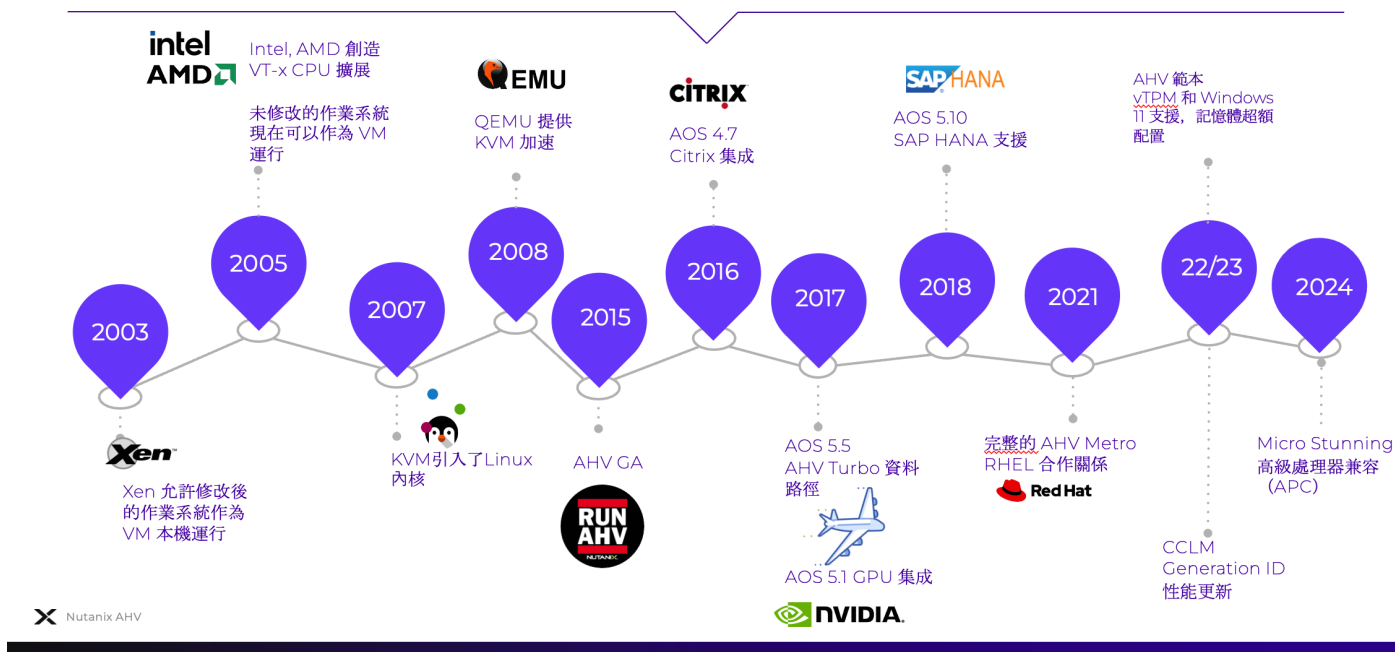 intel
AMD
Intel, AMD 創造
VT-x CPU 擴展
未修改的作業系統
現在可以作為 VM
運行
QEMU
QEMU 提供
KVM 加速
CITRIX
AOS 4.7
Citrix 集成
SAP HANA
AOS 5.10
SAP HANA 支援
AHV 範本
vTPM 和 Windows
11 支援，記憶體超額
配置
2003
2005
2007
2008
2015
2016
2017
2018
2021
22/23
2024
Xen™
Xen 允許修改後
的作業系統作為
VM 本機運行
KVM引入了Linux
內核
AHV GA
RUN
AHV
NUTANIX
AOS 5.5
AHV Turbo 資料
路徑
AOS 5.1 GPU 集成
NVIDIA.
完整的 AHV Metro
RHEL 合作關係
Red Hat
CCLM
Generation ID
性能更新
Micro Stunning
高級處理器兼容
（APC）
Nutanix AHV